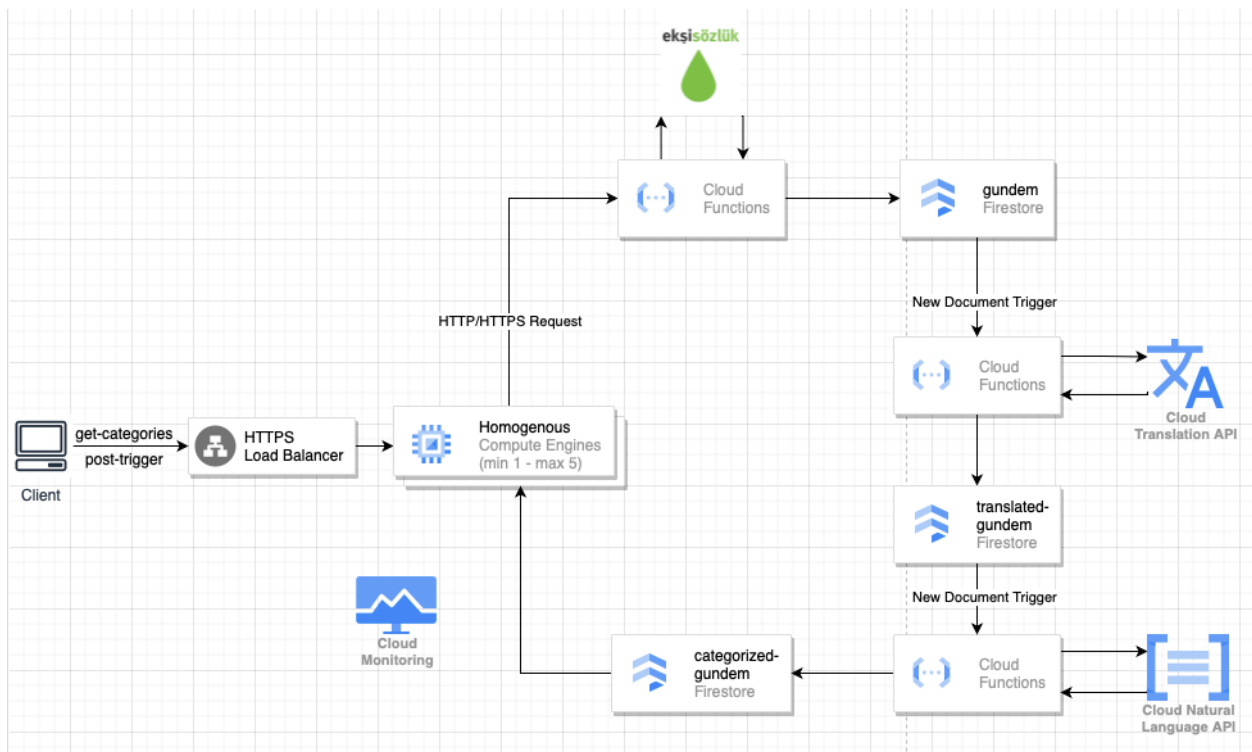 ekşisözlük
Cloud
Functions
gundem
Firestore
New Document Trigger
HTTP/HTTPS Request
Cloud
Functions
Cloud
Translation API
get-categories
post-trigger
Client
HTTPS
Load Balancer
Homogenous
Compute Engines
(min 1 - max 5)
translated-
gundem
Firestore
New Document Trigger
Cloud
Monitoring
categorized-
gundem
Firestore
Cloud
Functions
Cloud Natural
Language API